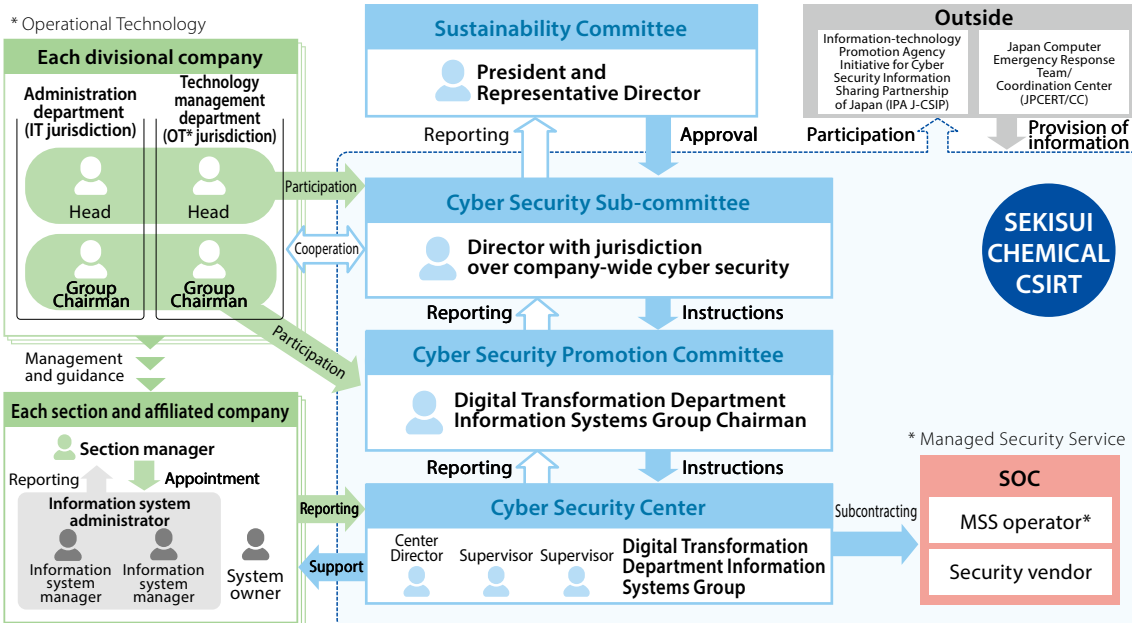 * Operational Technology
Each divisional company
Administration
department
(IT jurisdiction)
Technology
management
department
(OT* jurisdiction)
Head
Head
Group
Chairman
Group
Chairman
Management
and guidance
Each section and affiliated company
Section manager
Reporting
Appointment
Information system
administrator
Information
system
manager
Information
system
manager
System
owner
Participation
Cooperation
Participation
Reporting
Support
Sustainability Committee
President and
Representative Director
Reporting
Approval
Cyber Security Sub-committee
Director with jurisdiction
over company-wide cyber security
Reporting
Instructions
Cyber Security Promotion Committee
Digital Transformation Department
Information Systems Group Chairman
Reporting
Instructions
Cyber Security Center
Center
Director
Supervisor
Supervisor
Digital Transformation
Department Information
Systems Group
Outside
Information-technology
Promotion Agency
Initiative for Cyber
Security Information
Sharing Partnership
of Japan (IPA J-CSIP)
Japan Computer
Emergency Response
Team/
Coordination Center
(JPCERT/CC)
Participation
Provision of
information
SEKISUI
CHEMICAL
CSIRT
* Managed Security Service
Subcontracting
SOC
MSS operator*
Security vendor